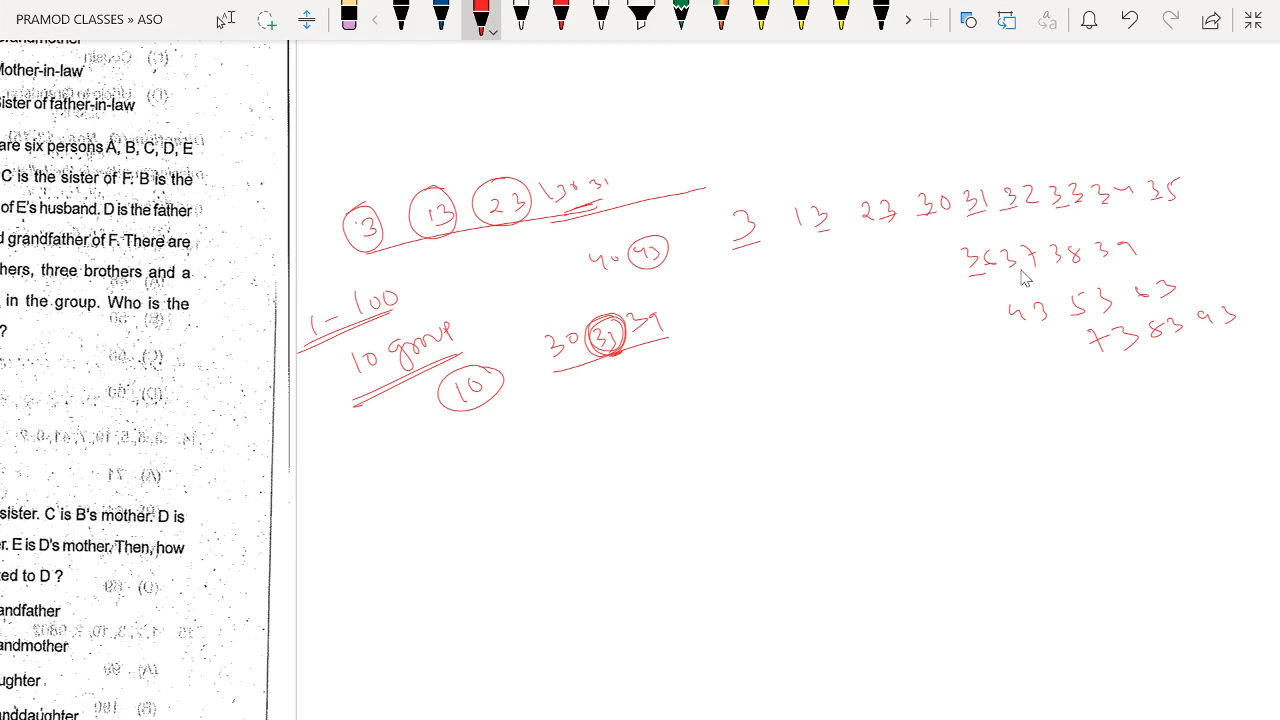 PRAMOD CLASSES » ASO
Grandmother
Mother-in-law
Sister of father-in-law
are six persons A, B, C, D, E
C is the sister of F. B is the
of E's husband. D is the father
d grandfather of F. There are
hers, three brothers and a
in the group. Who is the
?
sister. C is B's mother. D is
r. E is D's mother. Then, how
ted to D ?
andfather
andmother
ughter
anddaughter
3 13 23 30 31
40 43
1 - 100
10 group
10
30 33 39
3 13 23 30 31 32 33 34 35
36 37 38 39
43 53 63
73 83 93